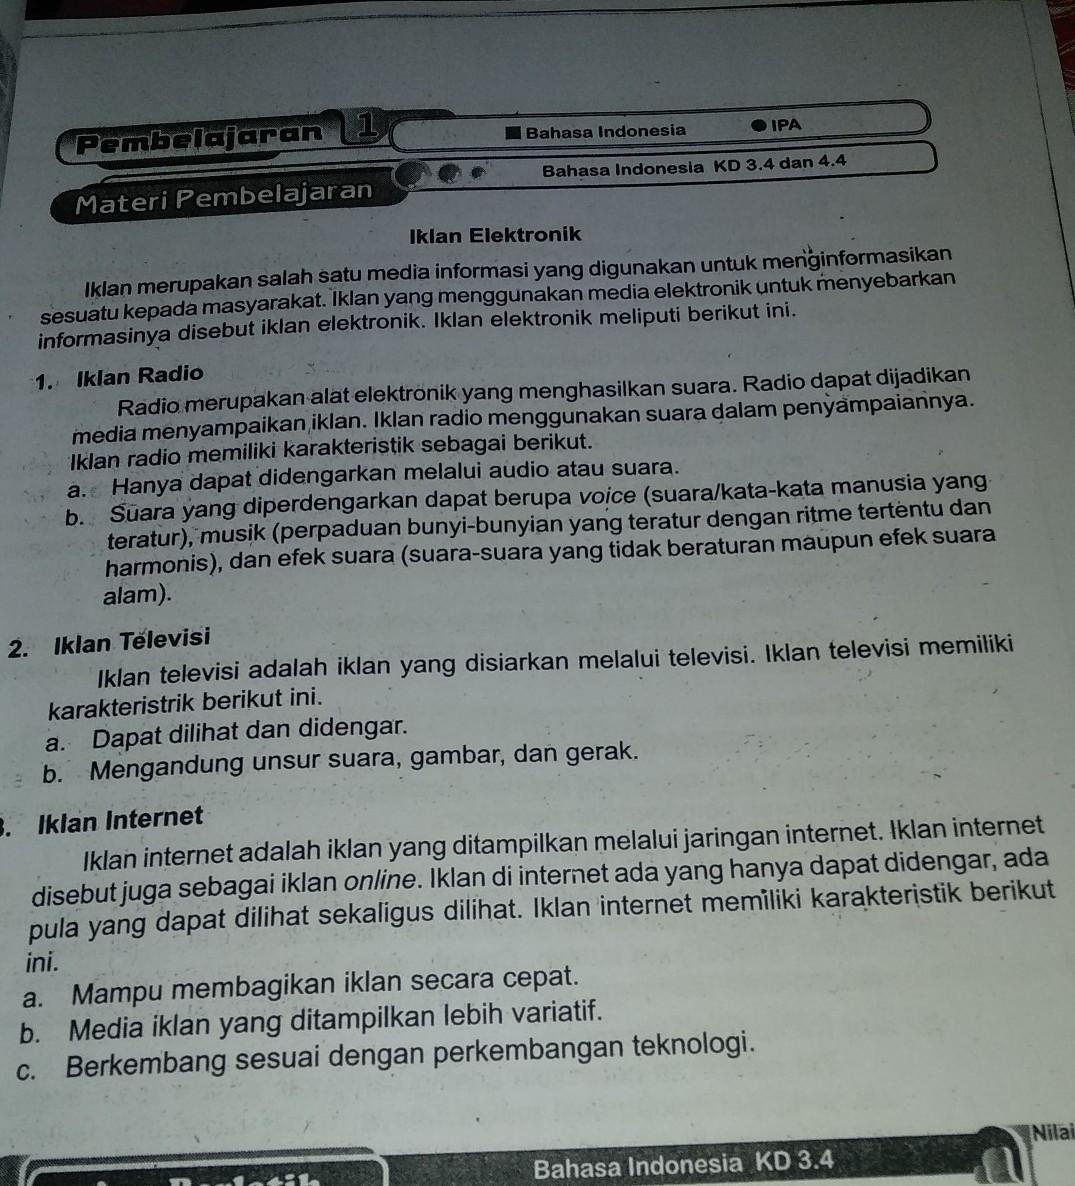 Pembelajaran 1
Bahasa Indonesia
IPA
Materi Pembelajaran
Bahasa Indonesia KD 3.4 dan 4.4
Iklan Elektronik
Iklan merupakan salah satu media informasi yang digunakan untuk menginformasikan
sesuatu kepada masyarakat. Iklan yang menggunakan media elektronik untuk menyebarkan
informasinya disebut iklan elektronik. Iklan elektronik meliputi berikut ini.
1. Iklan Radio
Radio merupakan alat elektronik yang menghasilkan suara. Radio dapat dijadikan
media menyampaikan iklan. Iklan radio menggunakan suara dalam penyampaiannya.
Iklan radio memiliki karakteristik sebagai berikut.
a. Hanya dapat didengarkan melalui audio atau suara.
b. Suara yang diperdengarkan dapat berupa voice (suara/kata-kata manusia yang
teratur), musik (perpaduan bunyi-bunyian yang teratur dengan ritme tertentu dan
harmonis), dan efek suara (suara-suara yang tidak beraturan maupun efek suara
alam).
2. Iklan Televisi
Iklan televisi adalah iklan yang disiarkan melalui televisi. Iklan televisi memiliki
karakteristrik berikut ini.
a. Dapat dilihat dan didengar.
b. Mengandung unsur suara, gambar, dan gerak.
3. Iklan Internet
Iklan internet adalah iklan yang ditampilkan melalui jaringan internet. Iklan internet
disebut juga sebagai iklan online. Iklan di internet ada yang hanya dapat didengar, ada
pula yang dapat dilihat sekaligus dilihat. Iklan internet memiliki karakteristik berikut
ini.
a. Mampu membagikan iklan secara cepat.
b. Media iklan yang ditampilkan lebih variatif.
c. Berkembang sesuai dengan perkembangan teknologi.
Bahasa Indonesia KD 3.4
Nilai